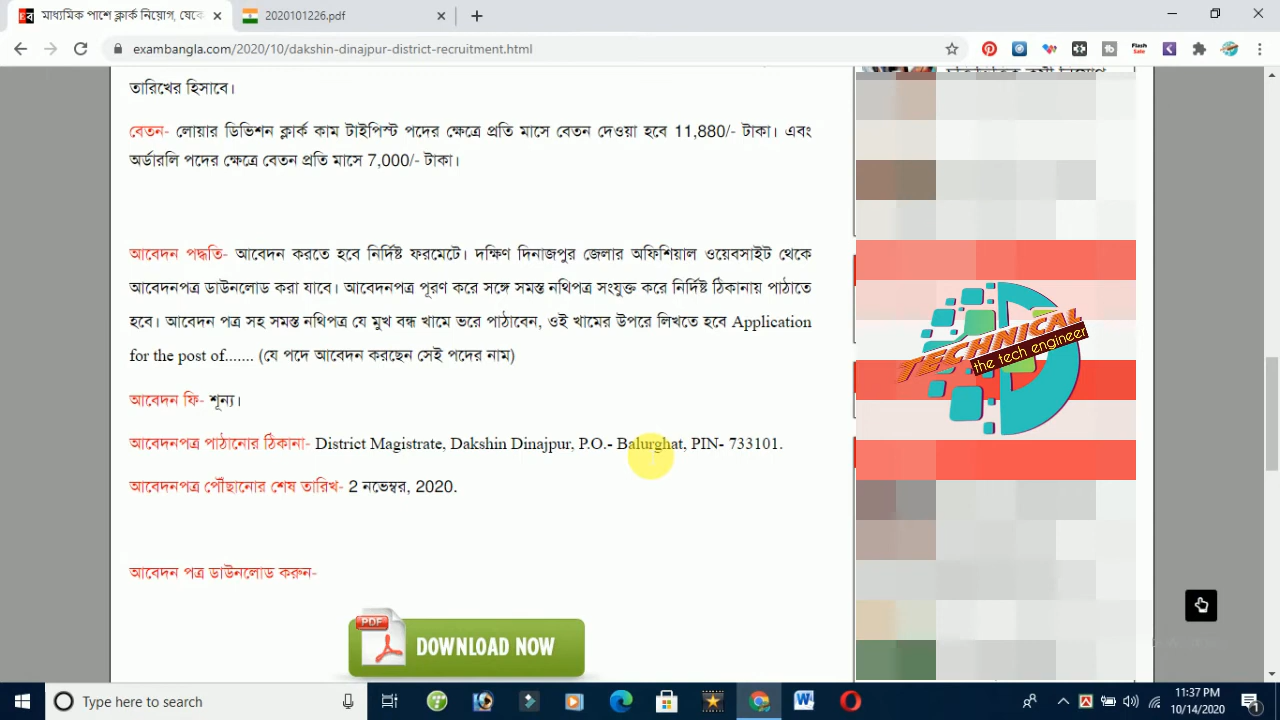 মাধ্যমিক পাশে ক্লার্ক নিয়োগ, যেকো
2020101226.pdf
exambangla.com/2020/10/dakshin-dinajpur-district-recruitment.html
Flash Sale
তারিখের হিসাবে।
বেতন- লোয়ার ডিভিশন ক্লার্ক কাম টাইপিস্ট পদের ক্ষেত্রে প্রতি মাসে বেতন দেওয়া হবে 11,880/- টাকা। এবং
অর্ডারলি পদের ক্ষেত্রে বেতন প্রতি মাসে 7,000/- টাকা।
আবেদন পদ্ধতি- আবেদন করতে হবে নির্দিষ্ট ফরমেটে। দক্ষিণ দিনাজপুর জেলার অফিশিয়াল ওয়েবসাইট থেকে
আবেদনপত্র ডাউনলোড করা যাবে। আবেদনপত্র পূরণ করে সঙ্গে সমস্ত নথিপত্র সংযুক্ত করে নির্দিষ্ট ঠিকানায় পাঠাতে
হবে। আবেদন পত্র সহ সমস্ত নথিপত্র যে মুখ বন্ধ খামে ভরে পাঠাবেন, ওই খামের উপরে লিখতে হবে Application
for the post of....... (যে পদে আবেদন করছেন সেই পদের নাম)
আবেদন ফি- শূন্য।
আবেদনপত্র পাঠানোর ঠিকানা- District Magistrate, Dakshin Dinajpur, P.O.- Balurghat, PIN- 733101.
আবেদনপত্র পৌঁছানোর শেষ তারিখ- 2 নভেম্বর, 2020.
আবেদন পত্র ডাউনলোড করুন-
PDF
DOWNLOAD NOW
TECHNICAL
the tech engineer
Type here to search
11:37 PM
10/14/2020